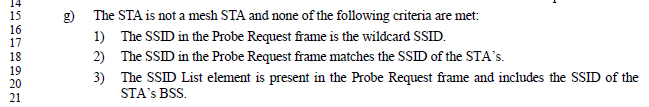 14
15 g) The STA is not a mesh STA and none of the following criteria are met:
16 1) The SSID in the Probe Request frame is the wildcard SSID.
17
18 2) The SSID in the Probe Request frame matches the SSID of the STA's.
19 3) The SSID List element is present in the Probe Request frame and includes the SSID of the
20
21 STA's BSS.